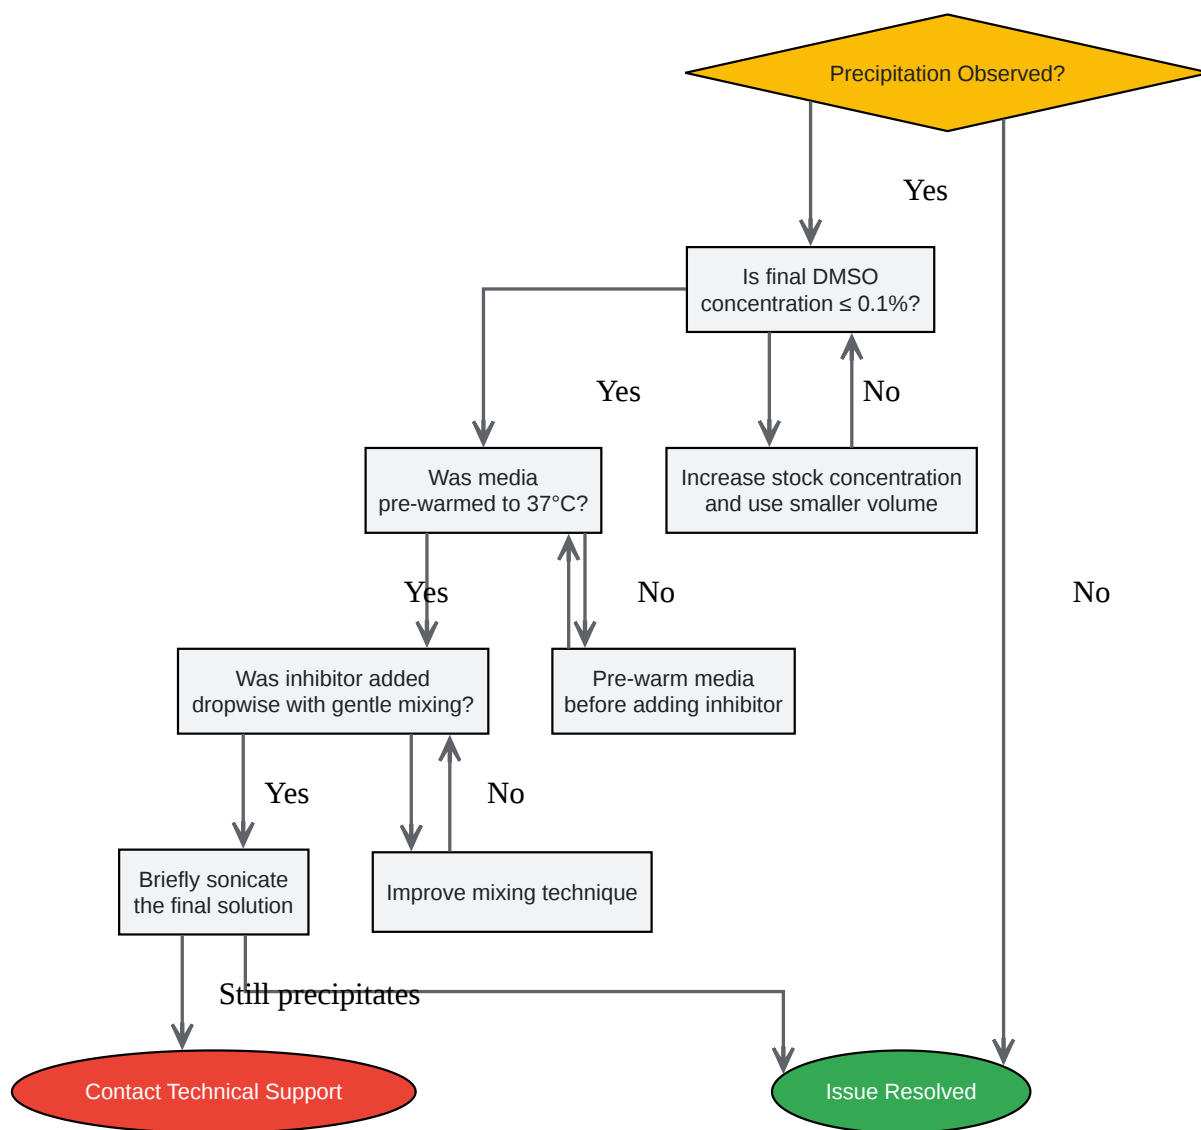 Precipitation Observed?
Yes
Is final DMSO
concentration ≤ 0.1%?
Yes
No
Was media
pre-warmed to 37°C?
Increase stock concentration
and use smaller volume
Yes
No
No
Was inhibitor added
dropwise with gentle mixing?
Pre-warm media
before adding inhibitor
Yes
No
Briefly sonicate
the final solution
Improve mixing technique
Still precipitates
Contact Technical Support
Issue Resolved